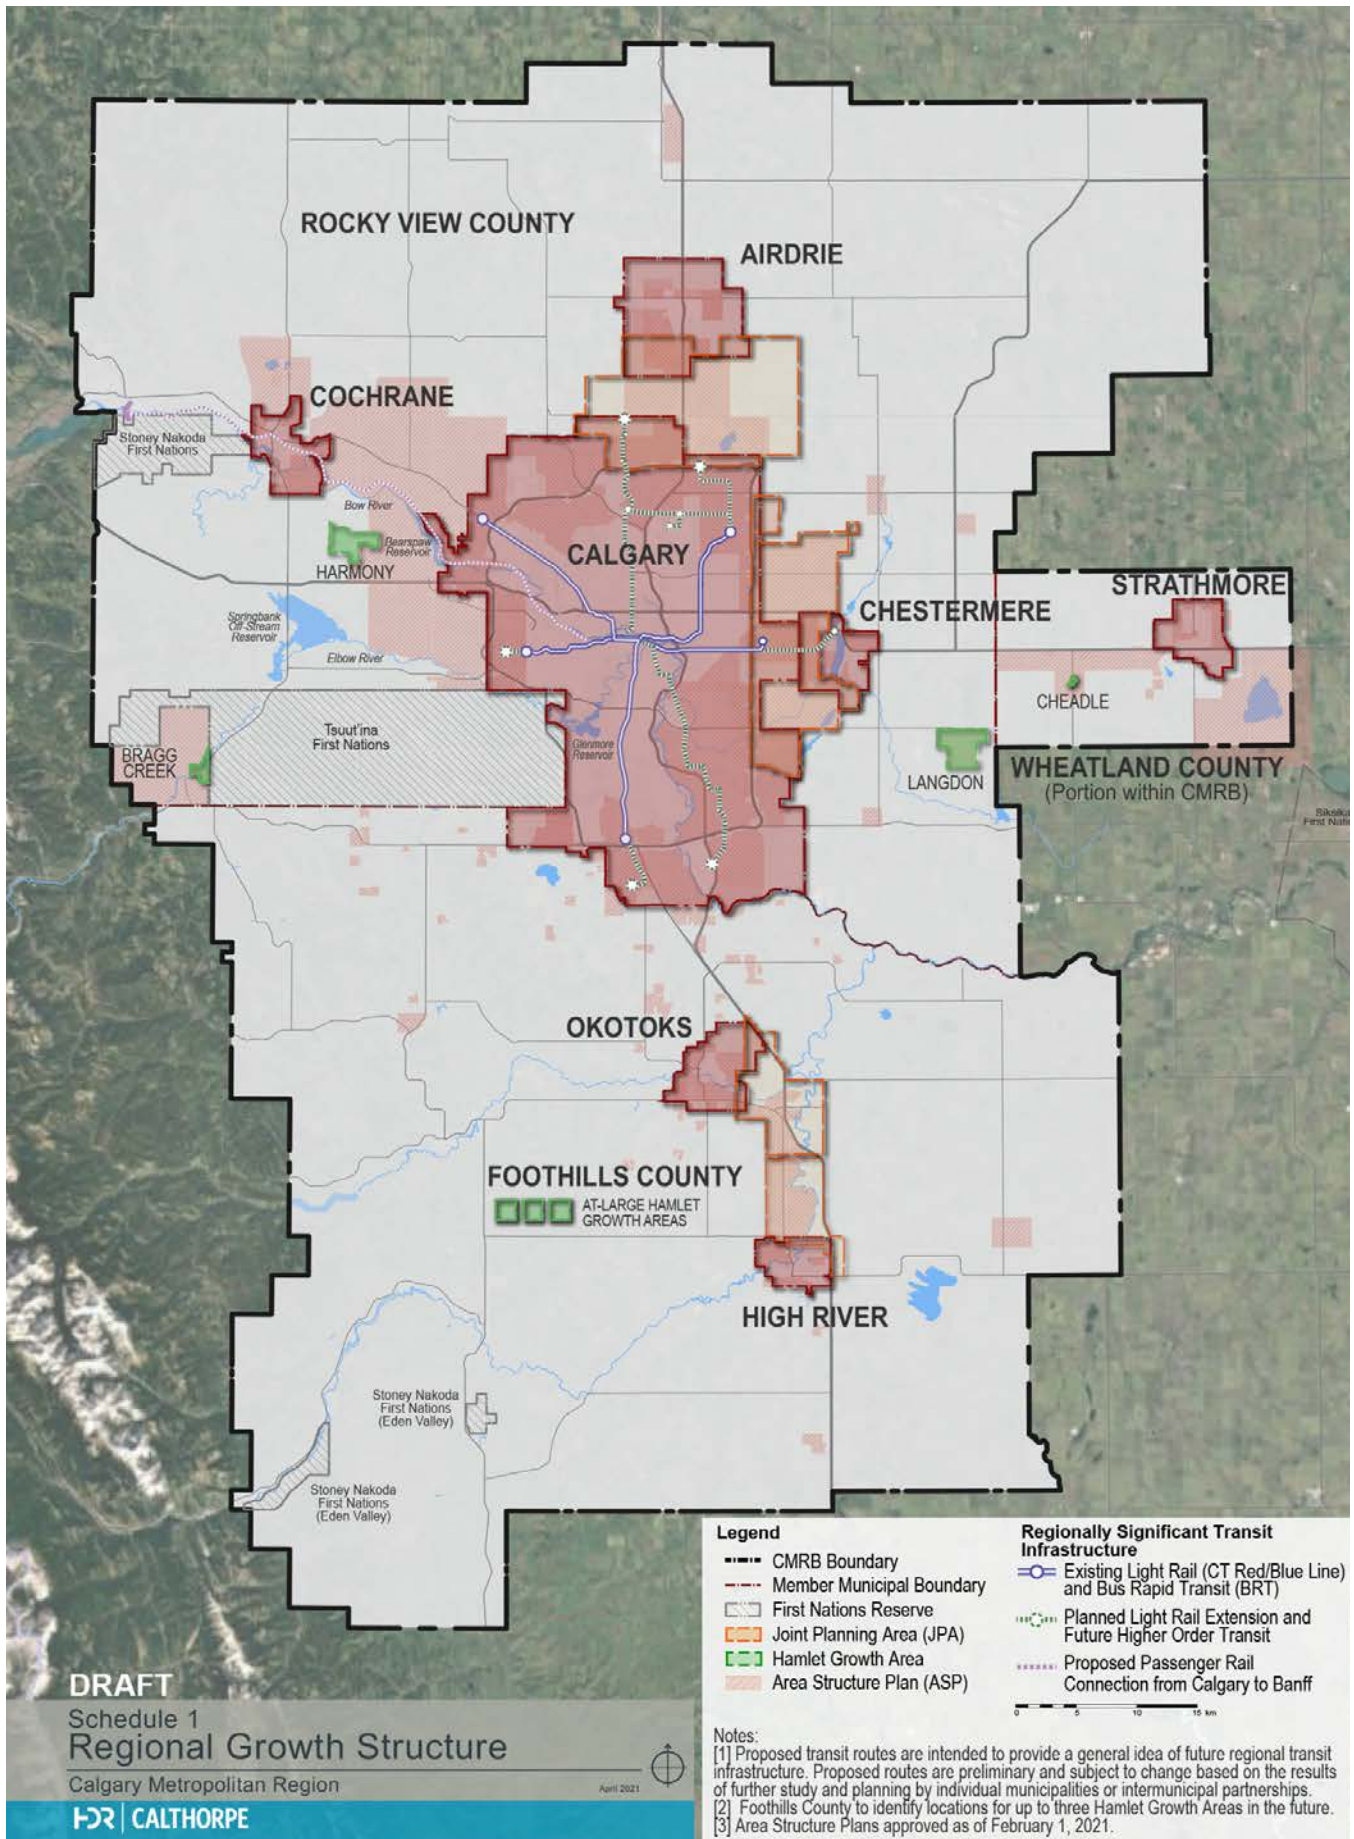 ROCKY VIEW COUNTY
AIRDRIE
COCHRANE
Stoney Nakoda
First Nations
Bow River
Bearspaw
Reservoir
CALGARY
HARMONY
STRATHMORE
CHESTERMERE
Springbank
Off-Stream
Reservoir
Elbow River
CHEADLE
Tsuut'ina
First Nations
Glenmore
Reservoir
BRAGG
CREEK
LANGDON
WHEATLAND COUNTY
(Portion within CMRB)
Siksika
OKOTOKS
FOOTHILLS COUNTY
AT-LARGE HAMLET
GROWTH AREAS
HIGH RIVER
Stoney Nakoda
First Nations
(Eden Valley)
Stoney Nakoda
First Nations
(Eden Valley)
Legend
CMRB Boundary
Member Municipal Boundary
First Nations Reserve
Joint Planning Area (JPA)
Hamlet Growth Area
Area Structure Plan (ASP)
Regionally Significant Transit
Infrastructure
Existing Light Rail (CT Red/Blue Line)
and Bus Rapid Transit (BRT)
Planned Light Rail Extension and
Future Higher Order Transit
Proposed Passenger Rail
Connection from Calgary to Banff
0 5 10 15 km
Notes:
[1] Proposed transit routes are intended to provide a general idea of future regional transit
infrastructure. Proposed routes are preliminary and subject to change based on the results
of further study and planning by individual municipalities or intermunicipal partnerships.
[2] Foothills County to identify locations for up to three Hamlet Growth Areas in the future.
[3] Area Structure Plans approved as of February 1, 2021.
DRAFT
Schedule 1
Regional Growth Structure
Calgary Metropolitan Region
April 2021
HDR | CALTHORPE